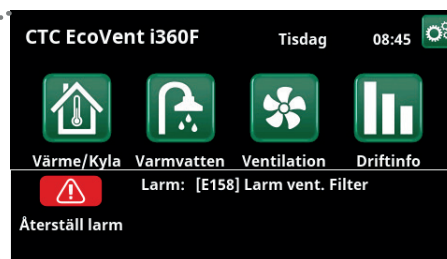 CTC EcoVent i360F Tisdag 08:45
Värme/Kyla Varmvatten Ventilation Driftinfo
Larm: [E158] Larm vent. Filter
Återställ larm